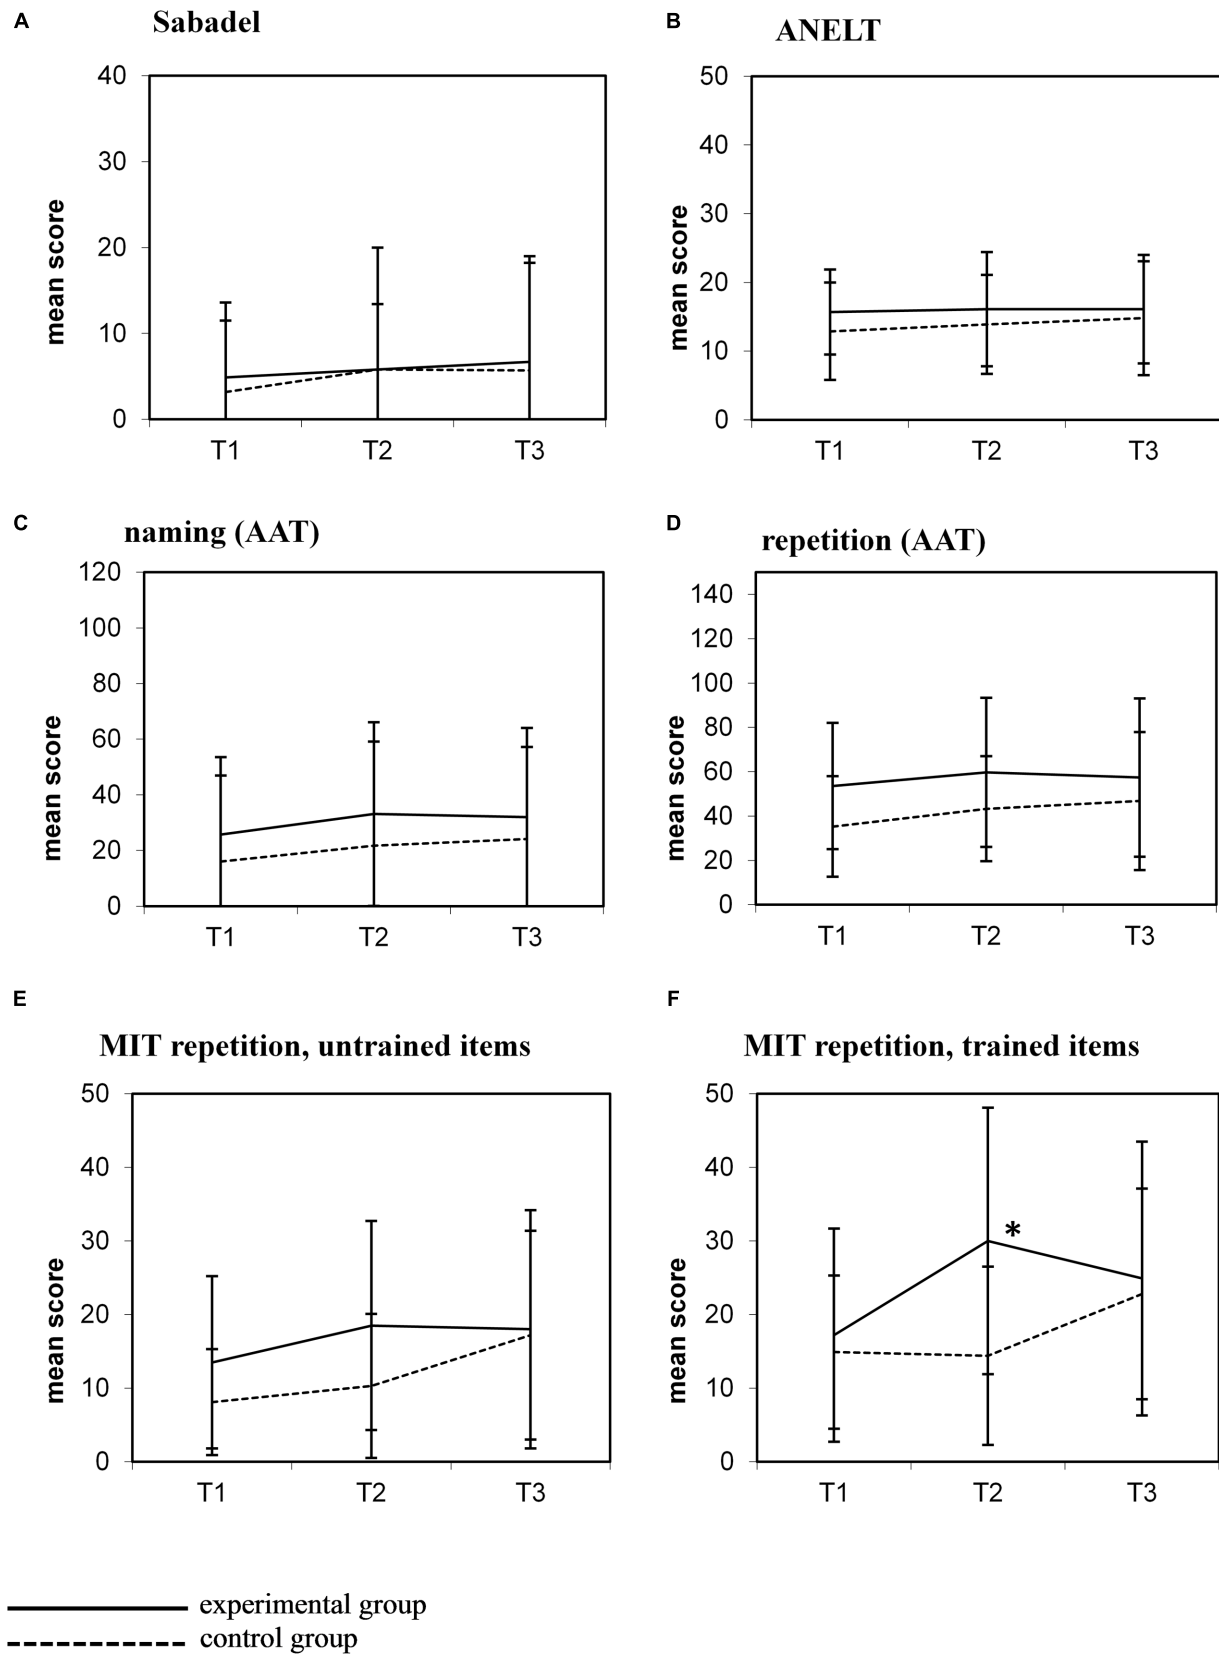 A
Sabadel
40
30
20
10
0
mean score
T1 T2 T3
B
ANELT
50
40
30
20
10
0
mean score
T1 T2 T3
C
naming (AAT)
120
100
80
60
40
20
0
mean score
T1 T2 T3
D
repetition (AAT)
140
120
100
80
60
40
20
0
mean score
T1 T2 T3
E
MIT repetition, untrained items
50
40
30
20
10
0
mean score
T1 T2 T3
F
MIT repetition, trained items
50
40
30
20
10
0
mean score
*
T1 T2 T3
experimental group
control group